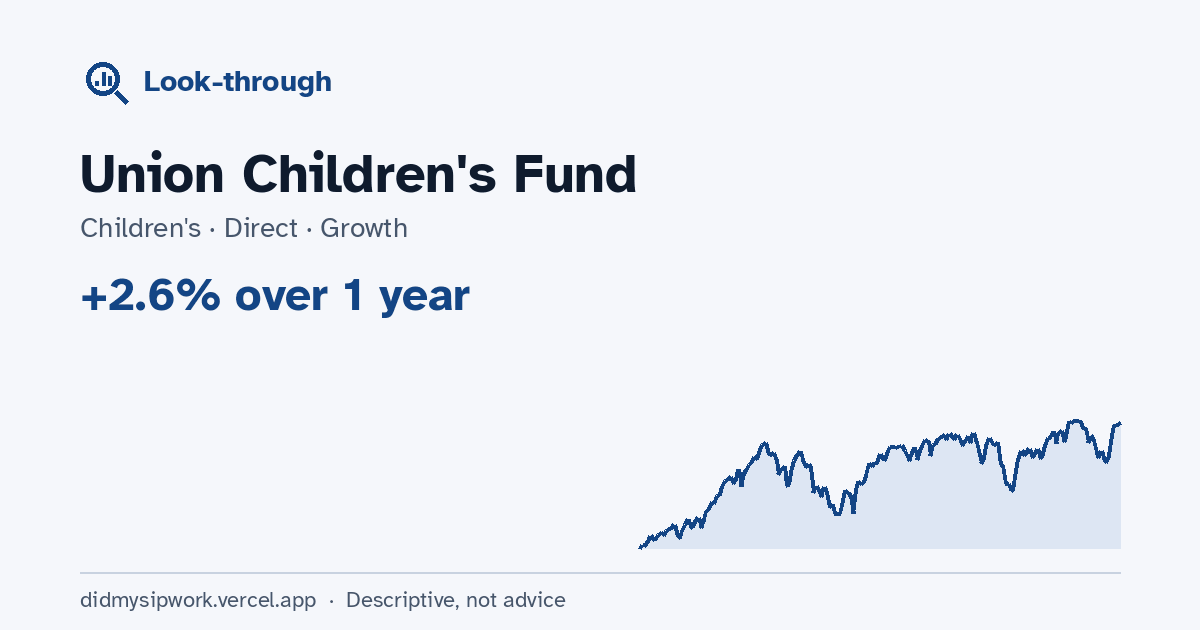 Look-through
Union Children's Fund
Children's · Direct · Growth
+2.6% over 1 year
didmysipwork.vercel.app · Descriptive, not advice